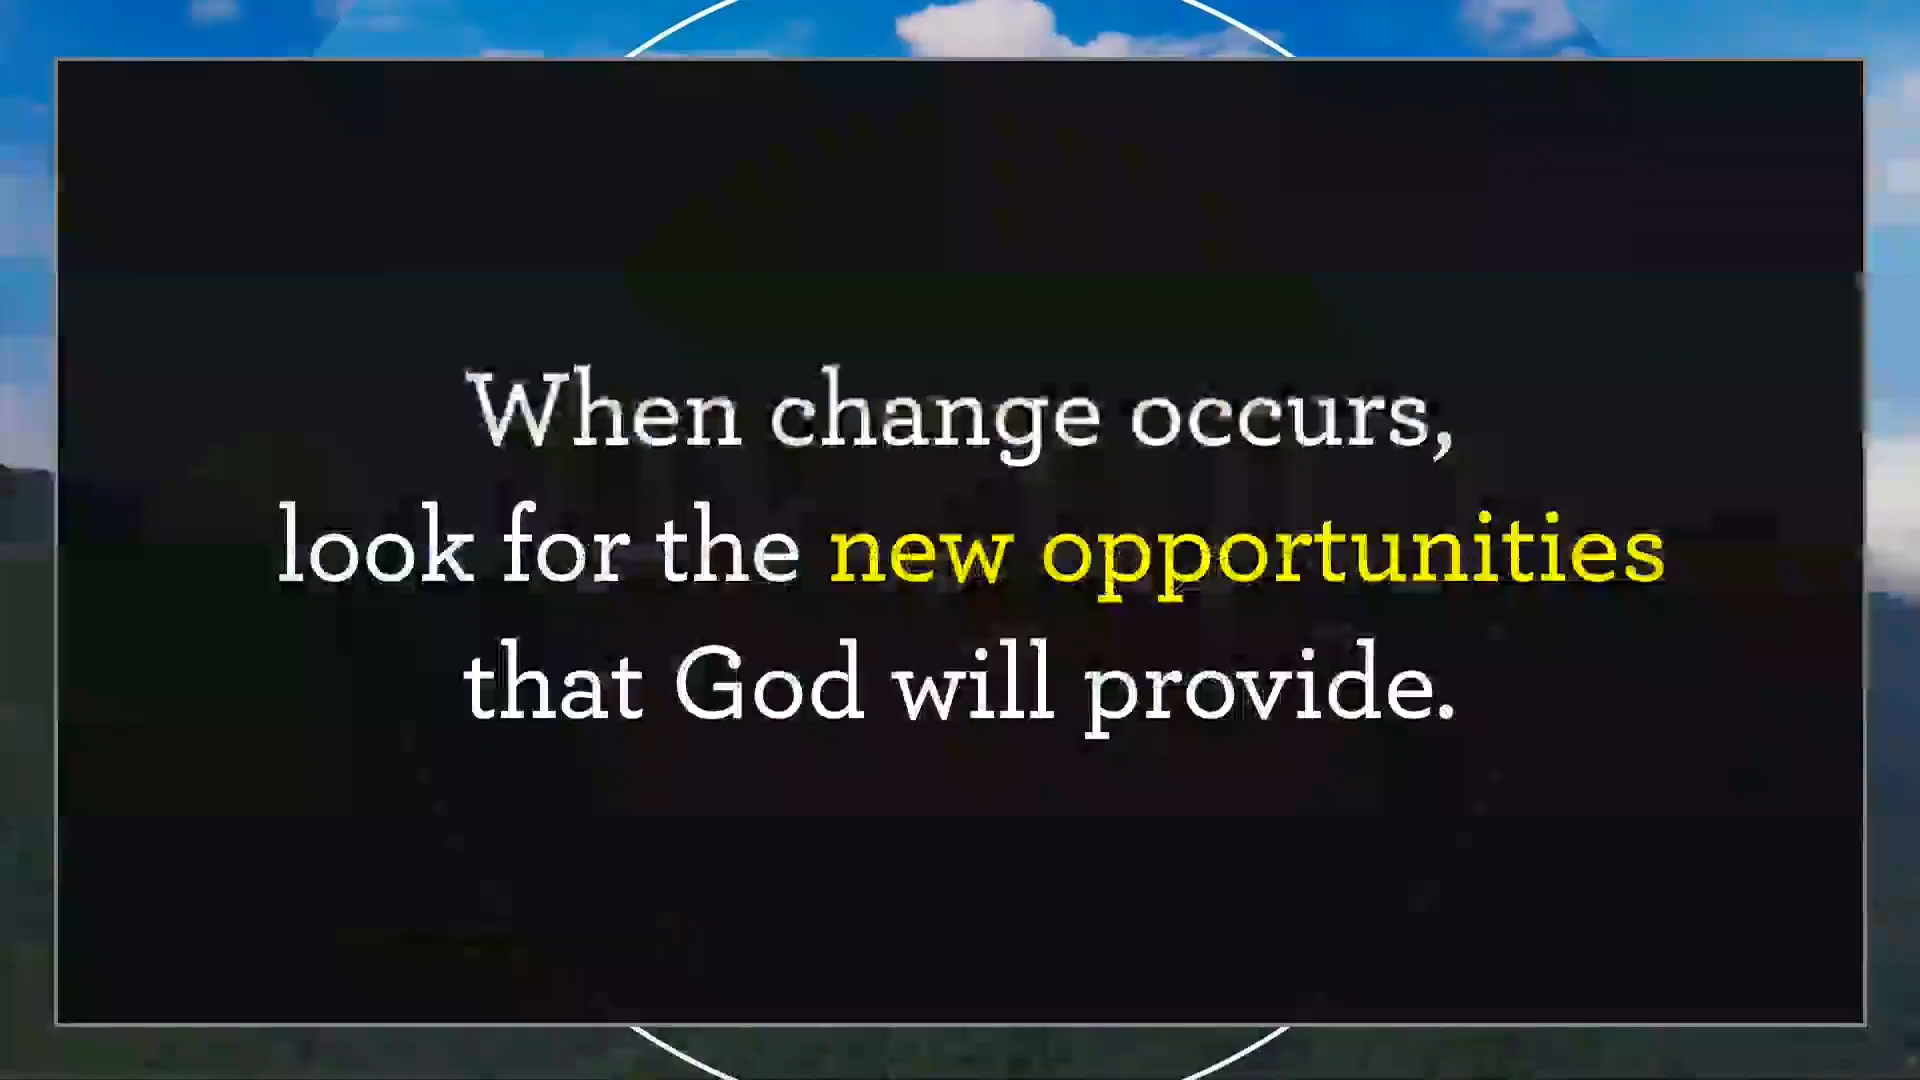 When change occurs,
look for the new opportunities
that God will provide.